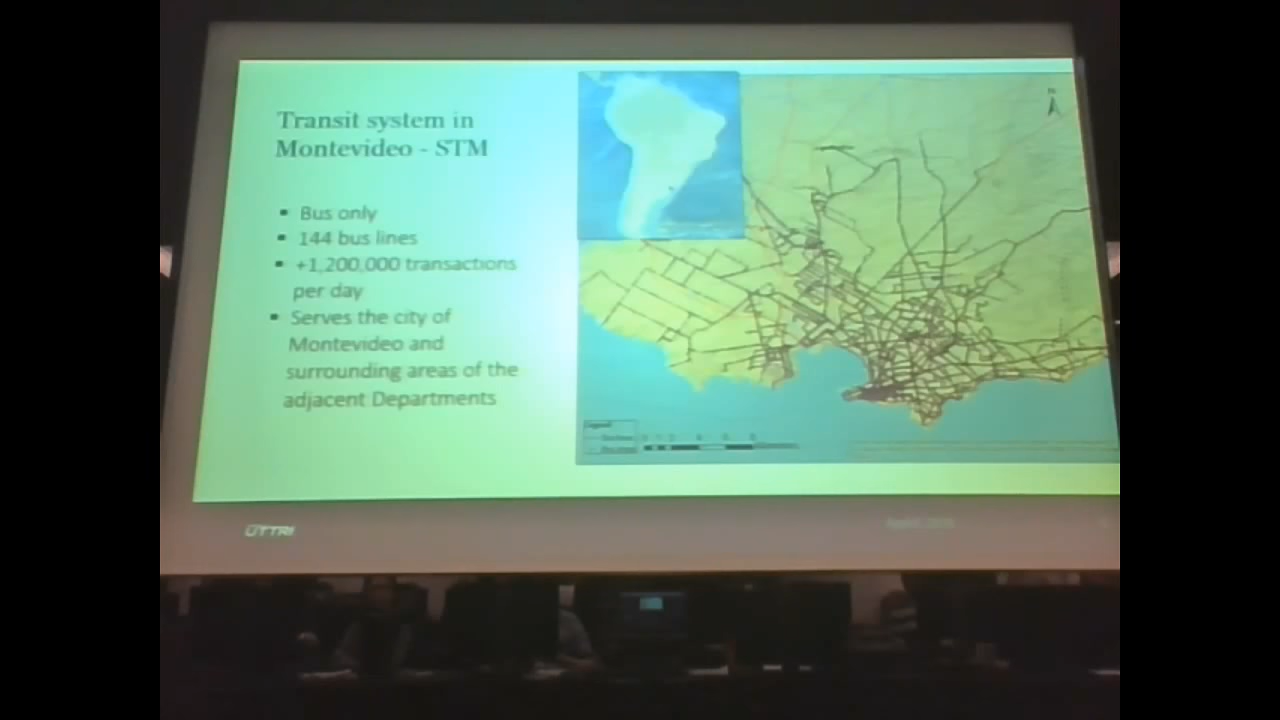 Transit system in
Montevideo - STM
▪ Bus only
▪ 144 bus lines
▪ +1,200,000 transactions
per day
▪ Serves the city of
Montevideo and
surrounding areas of the
adjacent Departments
N
Legend
UTTRI